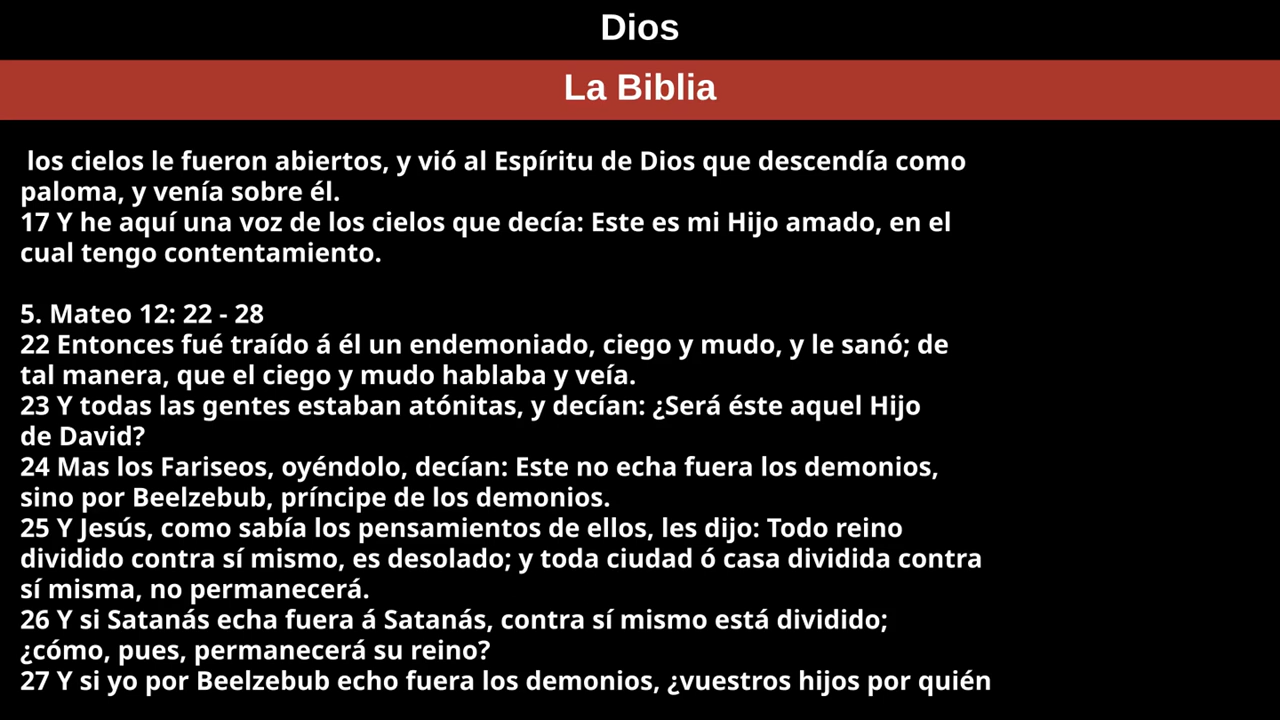 Dios
La Biblia
los cielos le fueron abiertos, y vió al Espíritu de Dios que descendía como
paloma, y venía sobre él.
17 Y he aquí una voz de los cielos que decía: Este es mi Hijo amado, en el
cual tengo contentamiento.
5. Mateo 12: 22 - 28
22 Entonces fué traído á él un endemoniado, ciego y mudo, y le sanó; de
tal manera, que el ciego y mudo hablaba y veía.
23 Y todas las gentes estaban atónitas, y decían: ¿Será éste aquel Hijo
de David?
24 Mas los Fariseos, oyéndolo, decían: Este no echa fuera los demonios,
sino por Beelzebub, príncipe de los demonios.
25 Y Jesús, como sabía los pensamientos de ellos, les dijo: Todo reino
dividido contra sí mismo, es desolado; y toda ciudad ó casa dividida contra
sí misma, no permanecerá.
26 Y si Satanás echa fuera á Satanás, contra sí mismo está dividido;
¿cómo, pues, permanecerá su reino?
27 Y si yo por Beelzebub echo fuera los demonios, ¿vuestros hijos por quién